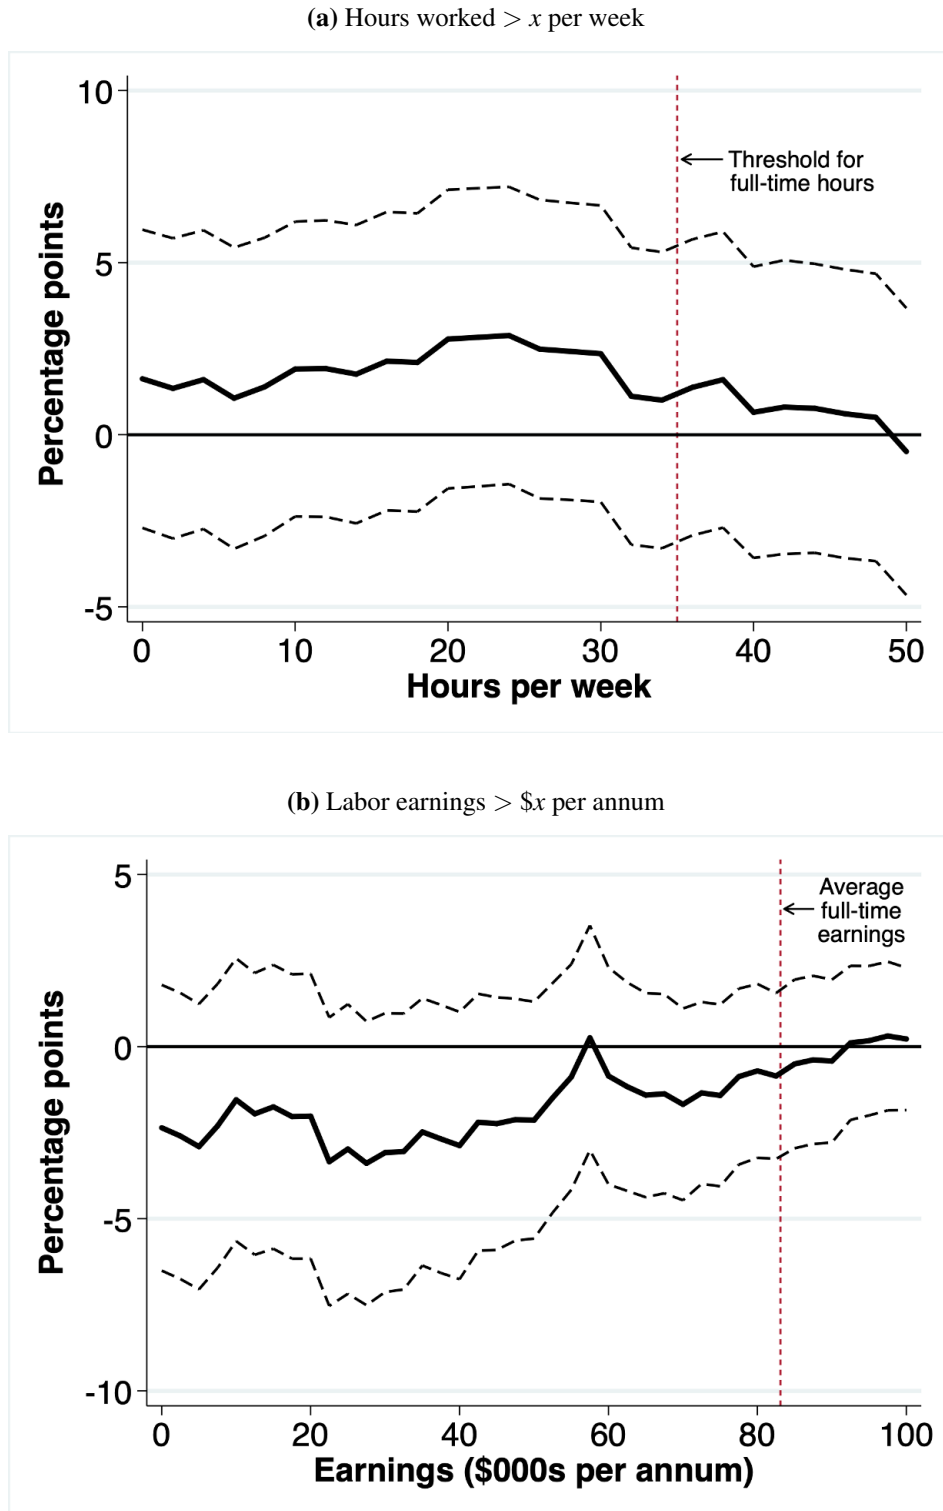 (a) Hours worked > x per week
10
5
0
-5
Percentage points
Threshold for
full-time hours
0 10 20 30 40 50
Hours per week
(b) Labor earnings > $x per annum
5
0
-5
-10
Percentage points
Average
full-time
earnings
0 20 40 60 80 100
Earnings ($000s per annum)